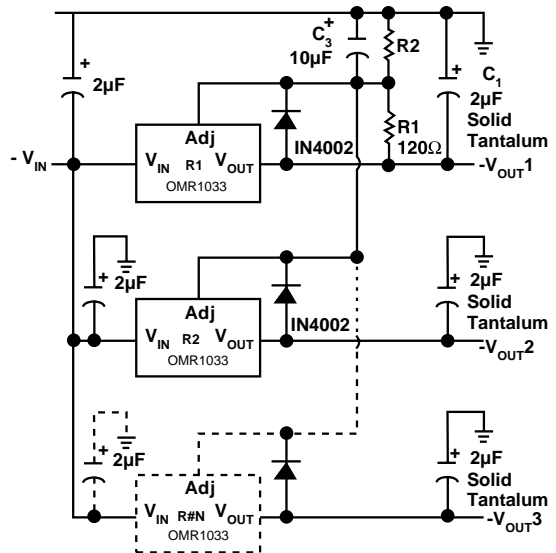 C3
+
10µF
R2
+
2µF
+
C1
2µF
Solid
Tantalum
Adj
R1
120Ω
- VIN
VIN R1 VOUT
OMR1033
IN4002
-VOUT1
+
2µF
+
2µF
Solid
Tantalum
Adj
VIN R2 VOUT
OMR1033
IN4002
-VOUT2
+
2µF
+
2µF
Solid
Tantalum
Adj
VIN R#N VOUT
OMR1033
-VOUT3